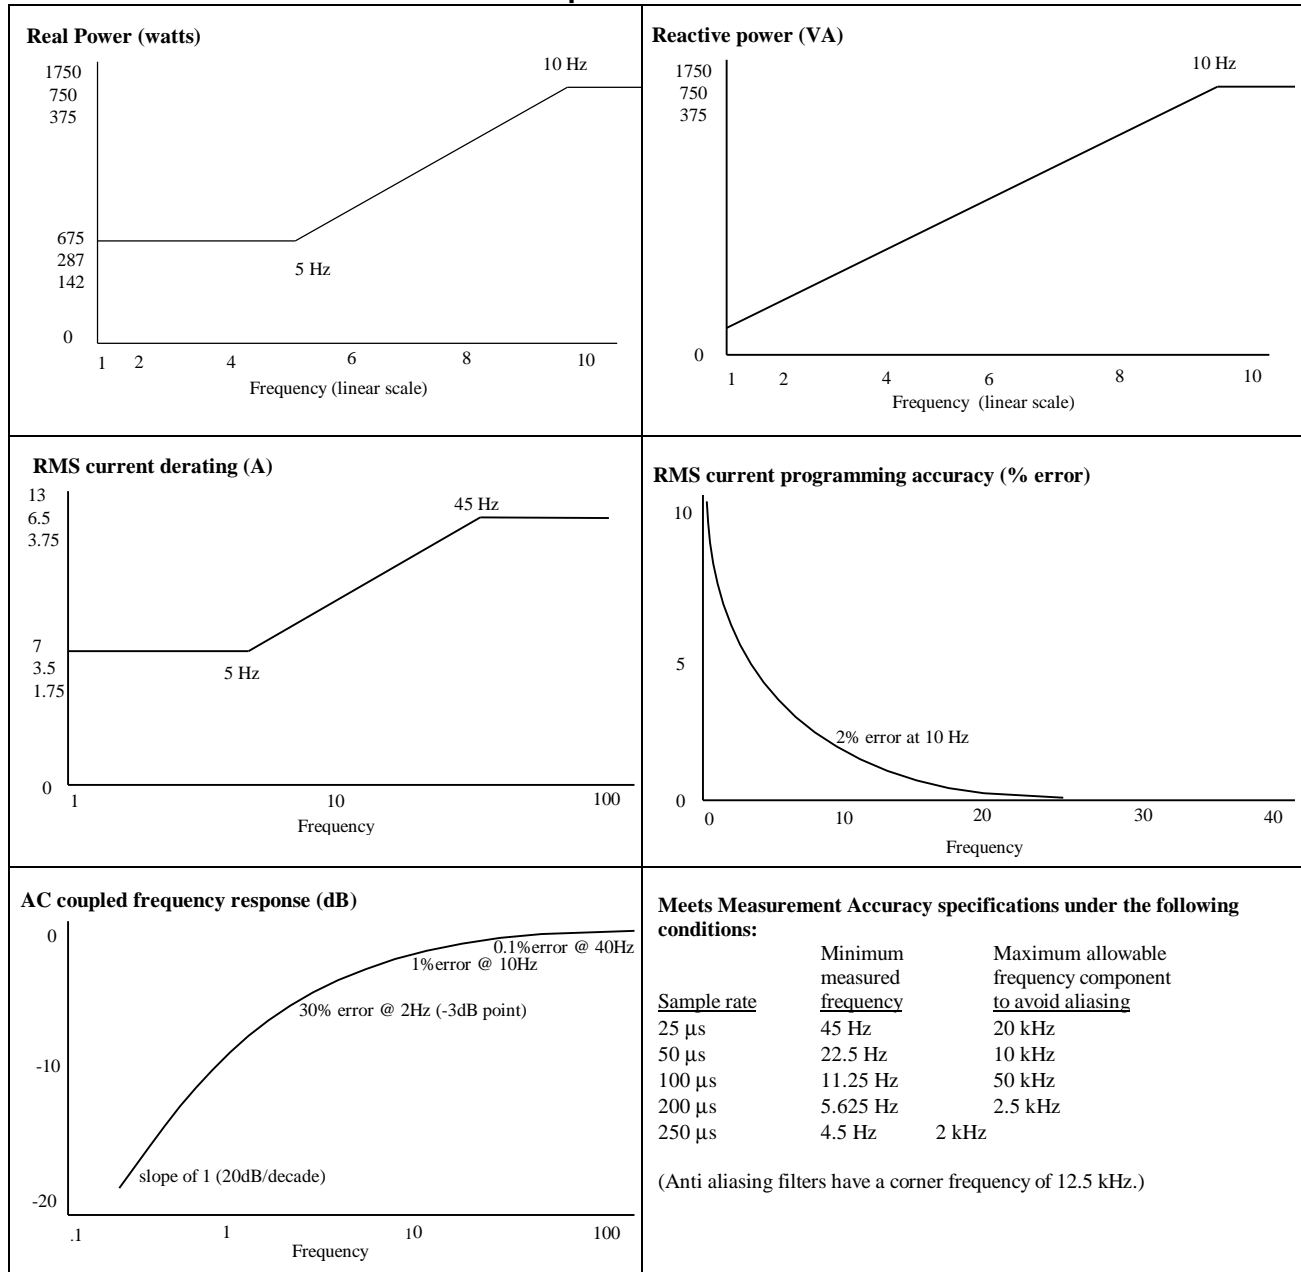 Real Power (watts)
10 Hz
1750
750
375
675
287
142
5 Hz
0
1 2 4 6 8 10
Frequency (linear scale)
Reactive power (VA)
10 Hz
1750
750
375
0
1 2 4 6 8 10
Frequency (linear scale)
RMS current derating (A)
13
6.5
3.75
45 Hz
7
3.5
1.75
5 Hz
0
1 10 100
Frequency
RMS current programming accuracy (% error)
10
5
2% error at 10 Hz
0
0 10 20 30 40
Frequency
AC coupled frequency response (dB)
0
0.1%error @ 40Hz
1%error @ 10Hz
30% error @ 2Hz (-3dB point)
-10
slope of 1 (20dB/decade)
-20
.1 1 10 100
Frequency
Meets Measurement Accuracy specifications under the following
conditions:
Minimum Maximum allowable
measured frequency component
Sample rate frequency to avoid aliasing
25 µs 45 Hz 20 kHz
50 µs 22.5 Hz 10 kHz
100 µs 11.25 Hz 50 kHz
200 µs 5.625 Hz 2.5 kHz
250 µs 4.5 Hz 2 kHz
(Anti aliasing filters have a corner frequency of 12.5 kHz.)